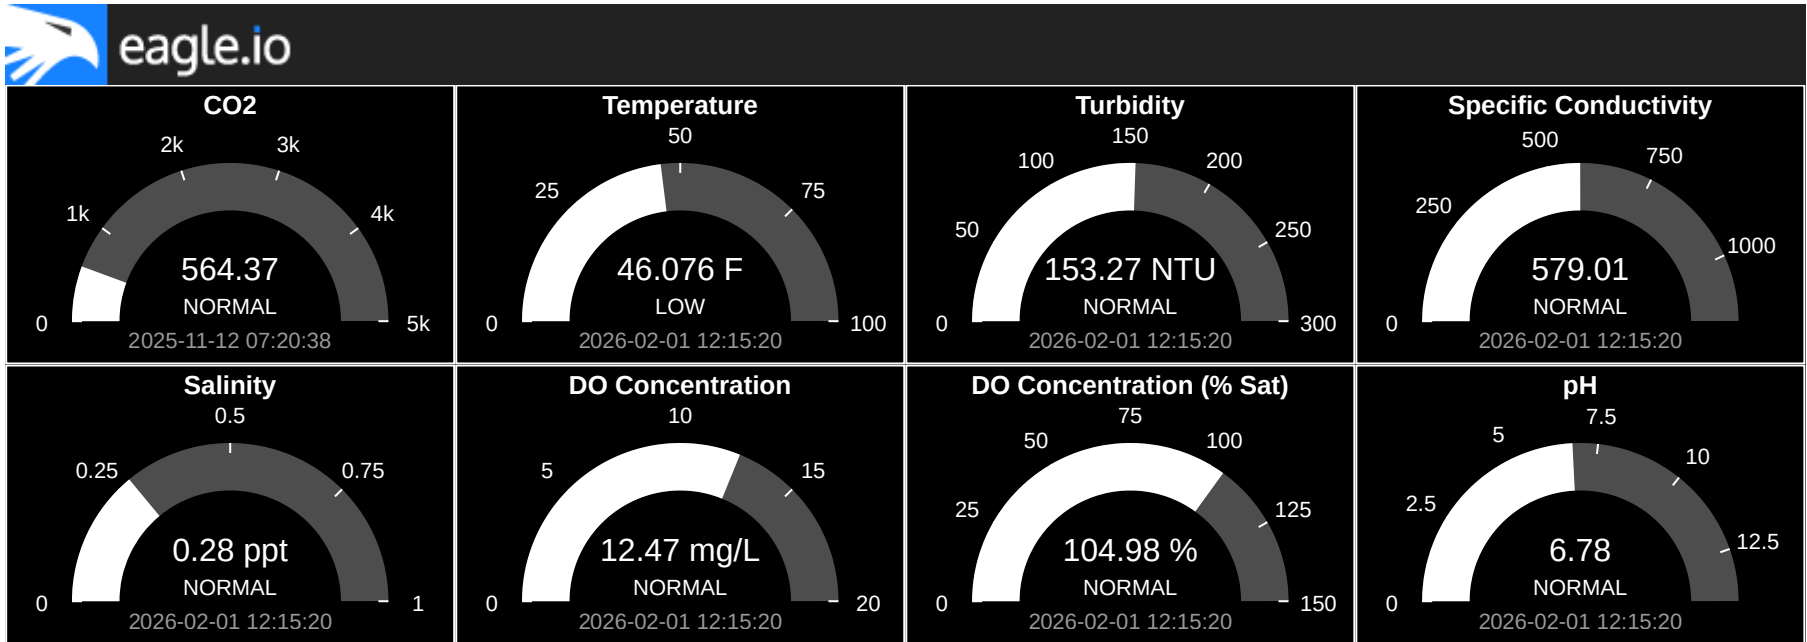 eagle.io
CO2
0
1k
2k
3k
4k
5k
564.37
NORMAL
2025-11-12 07:20:38
Temperature
0
25
50
75
100
46.076 F
LOW
2026-02-01 12:15:20
Turbidity
0
50
100
150
200
250
300
153.27 NTU
NORMAL
2026-02-01 12:15:20
Specific Conductivity
0
250
500
750
1000
579.01
NORMAL
2026-02-01 12:15:20
Salinity
0
0.25
0.5
0.75
1
0.28 ppt
NORMAL
2026-02-01 12:15:20
DO Concentration
0
5
10
15
20
12.47 mg/L
NORMAL
2026-02-01 12:15:20
DO Concentration (% Sat)
0
25
50
75
100
125
150
104.98 %
NORMAL
2026-02-01 12:15:20
pH
0
2.5
5
7.5
10
12.5
6.78
NORMAL
2026-02-01 12:15:20